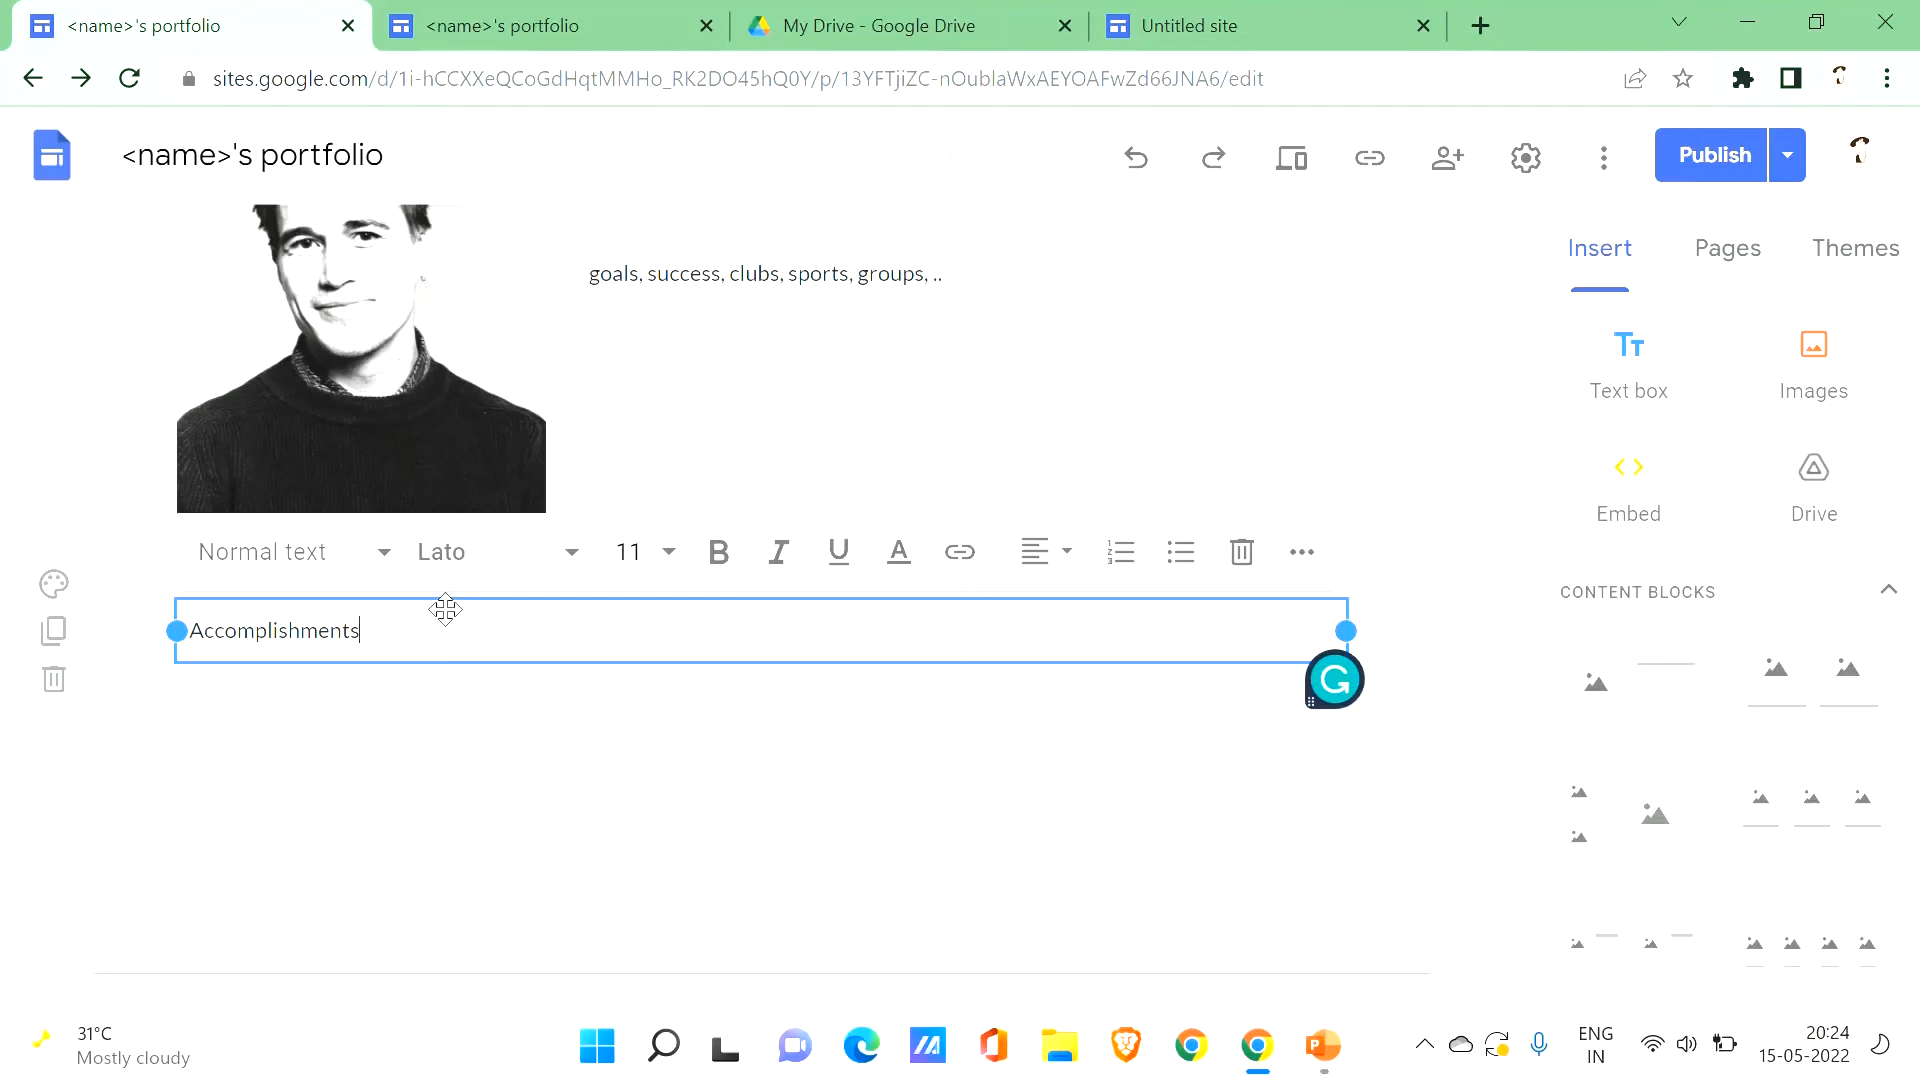 <name>'s portfolio
<name>'s portfolio
My Drive - Google Drive
Untitled site
sites.google.com/d/1i-hCCXXeQCoGdHqtMMHo_RK2DO45hQ0Y/p/13YFTjiZC-nOublaWxAEYOAFwZd66JNA6/edit
<name>'s portfolio
Publish
Insert
Pages
Themes
goals, success, clubs, sports, groups, ..
Text box
Images
Embed
Drive
Normal text
Lato
11
CONTENT BLOCKS
Accomplishments
31°C
Mostly cloudy
ENG
IN
20:24
15-05-2022